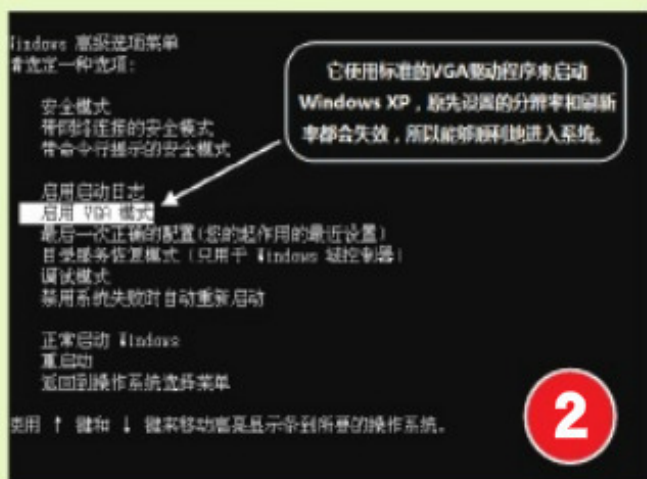 Windows 高级选项菜单
请选定一种选项:
安全模式
带网络连接的安全模式
带命令行提示的安全模式
启用启动日志
启用 VGA 模式
最后一次正确的配置(您的起作用的最近设置)
目录服务恢复模式(只用于 Windows 域控制器)
调试模式
禁用系统失败时自动重新启动
正常启动 Windows
重启动
返回到操作系统选择菜单
使用 ↑ 键和 ↓ 键来移动高亮显示条到所要的操作系统。
它使用标准的VGA驱动程序来启动
Windows XP，原先设置的分辨率和刷新
率都会失效，所以能够顺利地进入系统。
2